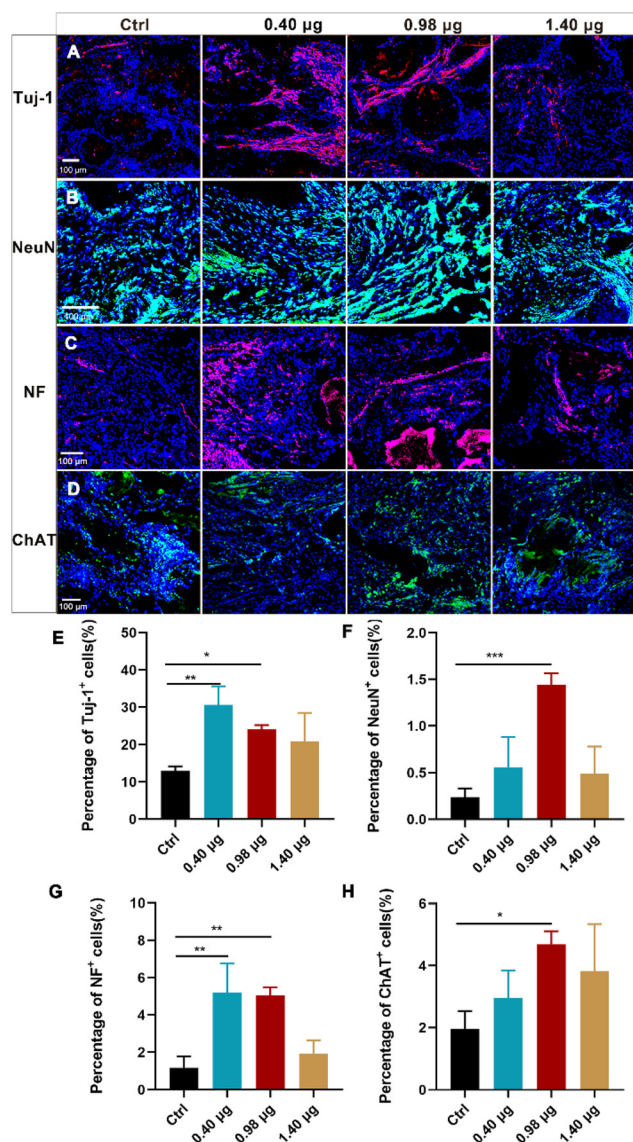 Ctrl 0.40 µg 0.98 µg 1.40 µg
A
Tuj-1
100 µm
B
NeuN
100 µm
C
NF
100 µm
D
ChAT
100 µm
E
Percentage of Tuj-1⁺ cells(%)
50
40
30
20
10
0
*
**
Ctrl 0.40 µg 0.98 µg 1.40 µg
F
Percentage of NeuN⁺ cells(%)
2.0
1.5
1.0
0.5
0.0
***
Ctrl 0.40 µg 0.98 µg 1.40 µg
G
Percentage of NF⁺ cells(%)
8
6
4
2
0
**
**
Ctrl 0.40 µg 0.98 µg 1.40 µg
H
Percentage of ChAT⁺ cells(%)
6
4
2
0
*
Ctrl 0.40 µg 0.98 µg 1.40 µg